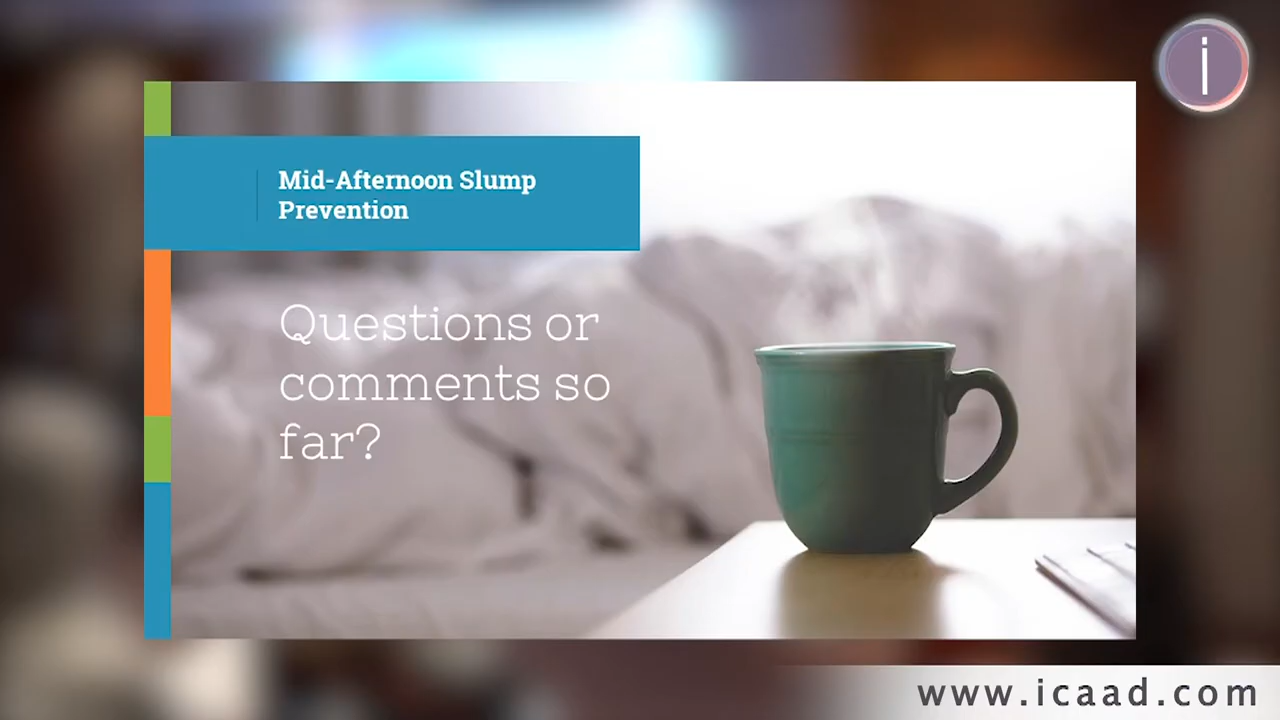 i
Mid-Afternoon Slump
Prevention
Questions or
comments so
far?
www.icaad.com